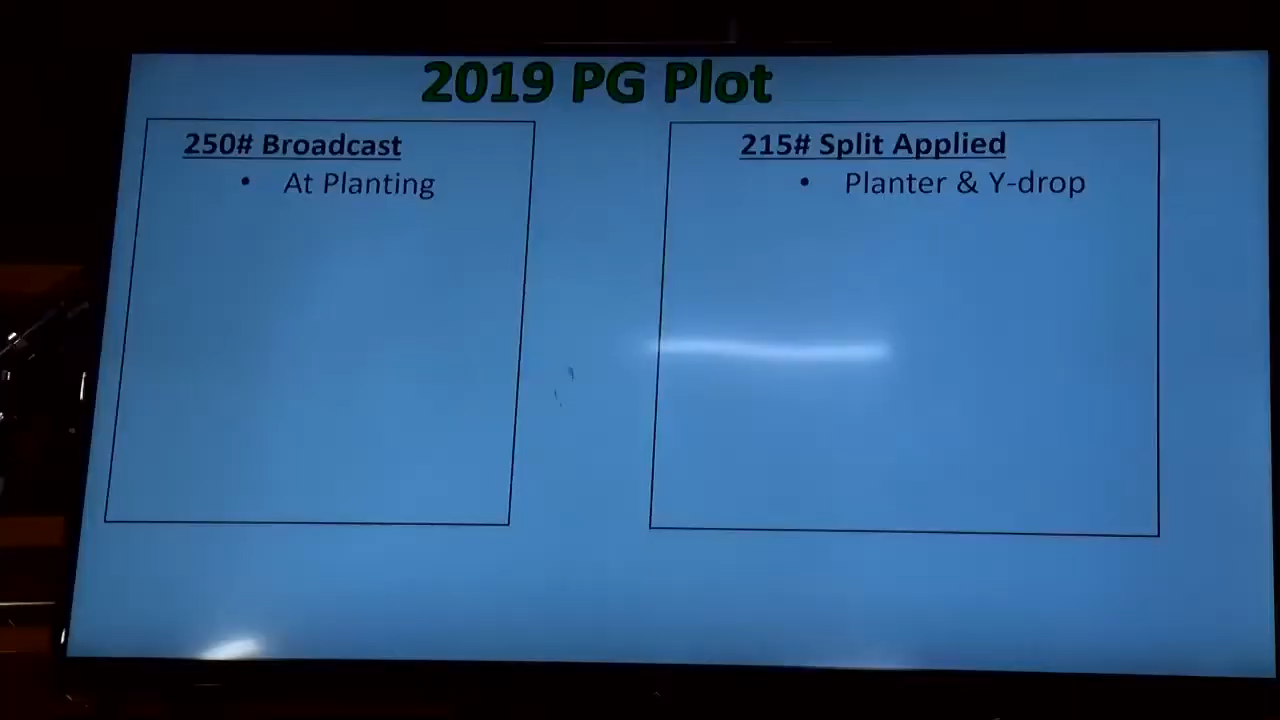 2019 PG Plot
250# Broadcast
• At Planting
215# Split Applied
• Planter & Y-drop